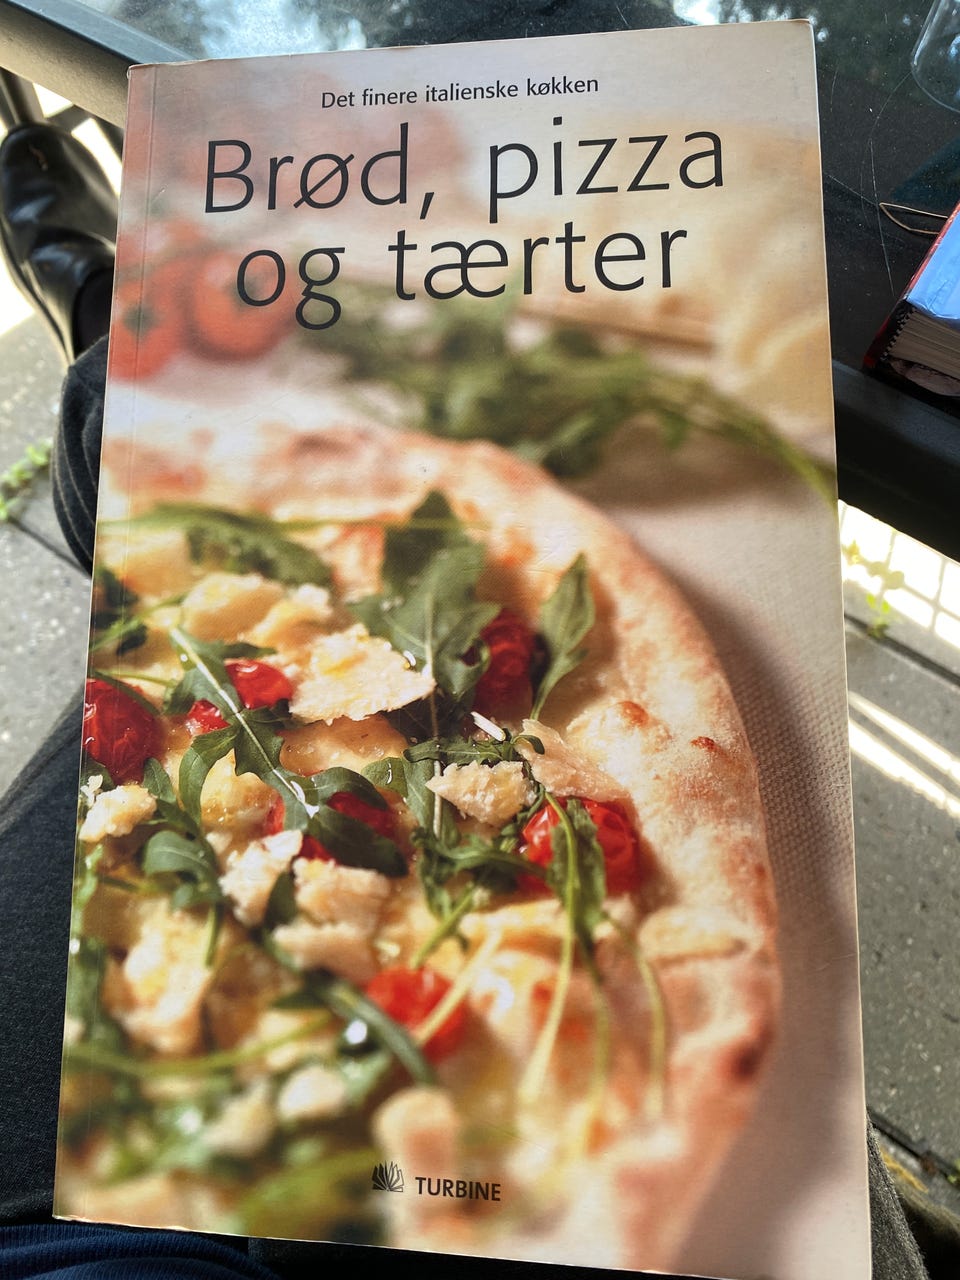 Det finere italienske køkken
Brød, pizza
og tærter
TURBINE